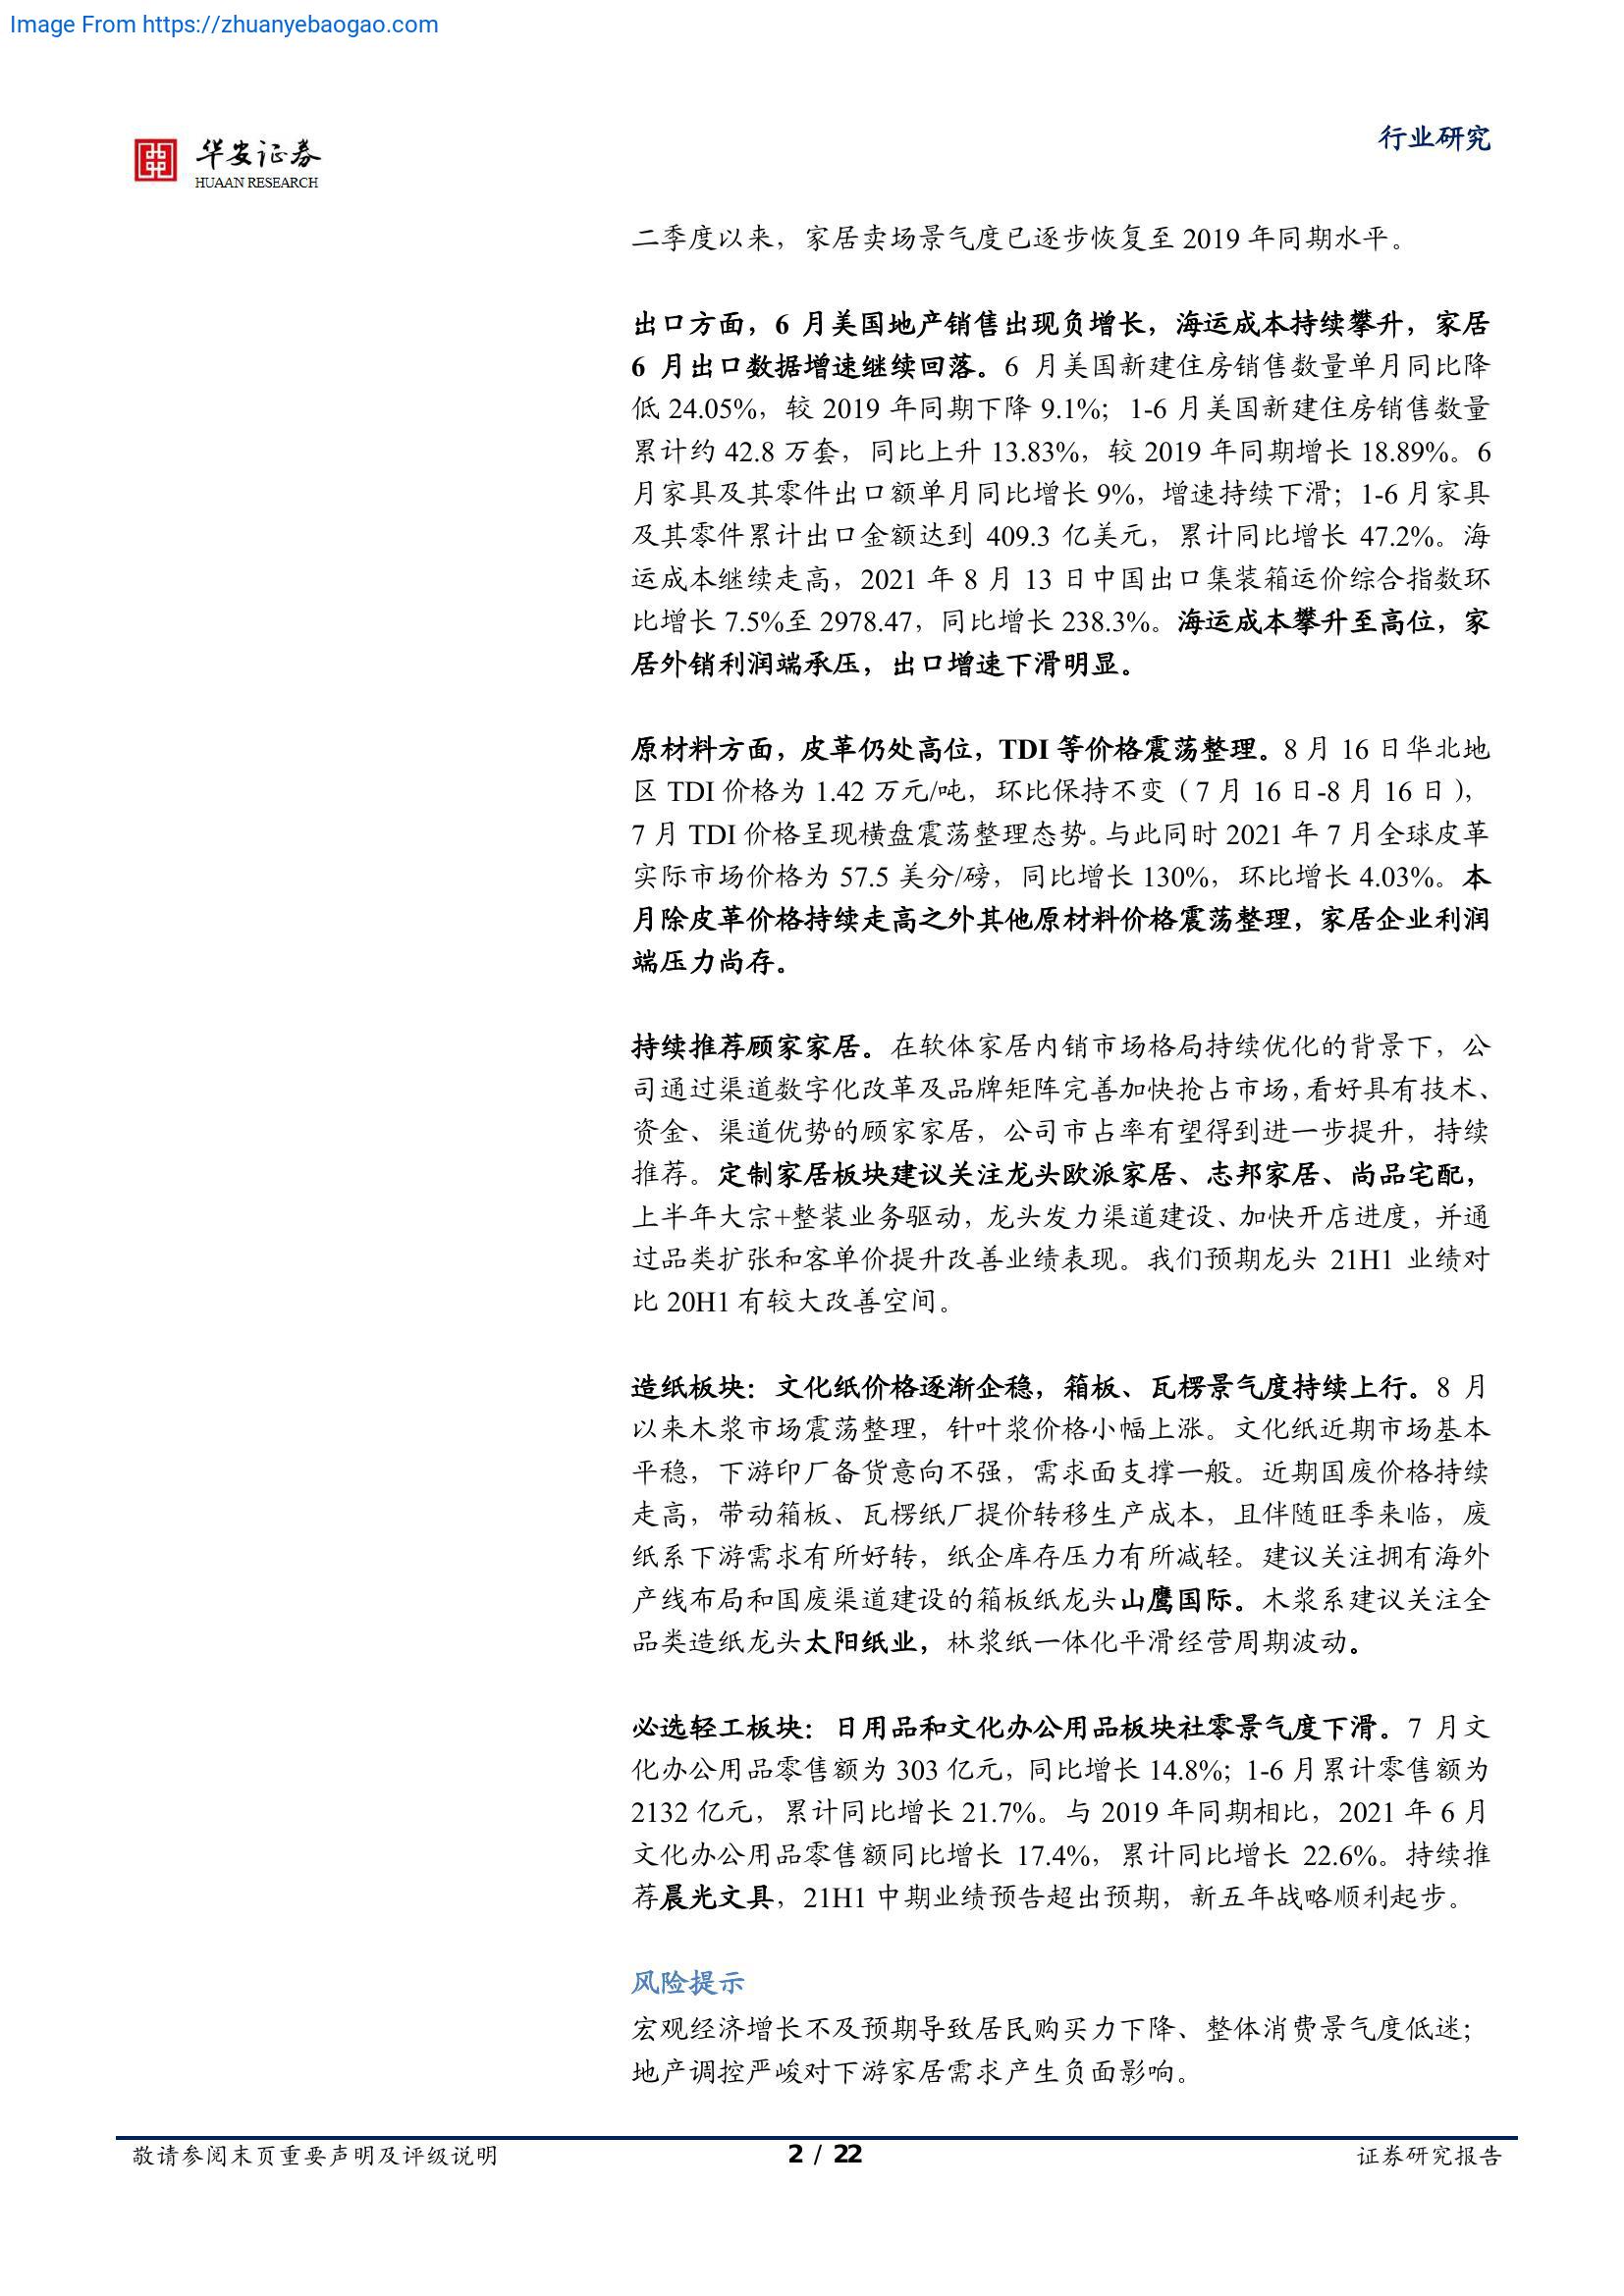 Image From https://zhuanyebaogao.com
华安证券
HUAAN RESEARCH
行业研究
二季度以来，家居卖场景气度已逐步恢复至 2019 年同期水平。
出口方面，6 月美国地产销售出现负增长，海运成本持续攀升，家居
6 月出口数据增速继续回落。6 月美国新建住房销售数量单月同比降
低 24.05%，较 2019 年同期下降 9.1%；1-6 月美国新建住房销售数量
累计约 42.8 万套，同比上升 13.83%，较 2019 年同期增长 18.89%。6
月家具及其零件出口额单月同比增长 9%，增速持续下滑；1-6 月家具
及其零件累计出口金额达到 409.3 亿美元，累计同比增长 47.2%。海
运成本继续走高，2021 年 8 月 13 日中国出口集装箱运价综合指数环
比增长 7.5%至 2978.47，同比增长 238.3%。海运成本攀升至高位，家
居外销利润端承压，出口增速下滑明显。
原材料方面，皮革仍处高位，TDI 等价格震荡整理。8 月 16 日华北地
区 TDI 价格为 1.42 万元/吨，环比保持不变（7 月 16 日-8 月 16 日），
7 月 TDI 价格呈现横盘震荡整理态势。与此同时 2021 年 7 月全球皮革
实际市场价格为 57.5 美分/磅，同比增长 130%，环比增长 4.03%。本
月除皮革价格持续走高之外其他原材料价格震荡整理，家居企业利润
端压力尚存。
持续推荐顾家家居。在软体家居内销市场格局持续优化的背景下，公
司通过渠道数字化改革及品牌矩阵完善加快抢占市场，看好具有技术、
资金、渠道优势的顾家家居，公司市占率有望得到进一步提升，持续
推荐。定制家居板块建议关注龙头欧派家居、志邦家居、尚品宅配，
上半年大宗+整装业务驱动，龙头发力渠道建设、加快开店进度，并通
过品类扩张和客单价提升改善业绩表现。我们预期龙头 21H1 业绩对
比 20H1 有较大改善空间。
造纸板块：文化纸价格逐渐企稳，箱板、瓦楞景气度持续上行。8 月
以来木浆市场震荡整理，针叶浆价格小幅上涨。文化纸近期市场基本
平稳，下游印厂备货意向不强，需求面支撑一般。近期国废价格持续
走高，带动箱板、瓦楞纸厂提价转移生产成本，且伴随旺季来临，废
纸系下游需求有所好转，纸企库存压力有所减轻。建议关注拥有海外
产线布局和国废渠道建设的箱板纸龙头山鹰国际。木浆系建议关注全
品类造纸龙头太阳纸业，林浆纸一体化平滑经营周期波动。
必选轻工板块：日用品和文化办公用品板块社零景气度下滑。7 月文
化办公用品零售额为 303 亿元，同比增长 14.8%；1-6 月累计零售额为
2132 亿元，累计同比增长 21.7%。与 2019 年同期相比，2021 年 6 月
文化办公用品零售额同比增长 17.4%，累计同比增长 22.6%。持续推
荐晨光文具，21H1 中期业绩预告超出预期，新五年战略顺利起步。
风险提示
宏观经济增长不及预期导致居民购买力下降、整体消费景气度低迷；
地产调控严峻对下游家居需求产生负面影响。
敬请参阅末页重要声明及评级说明
2 / 22
证券研究报告